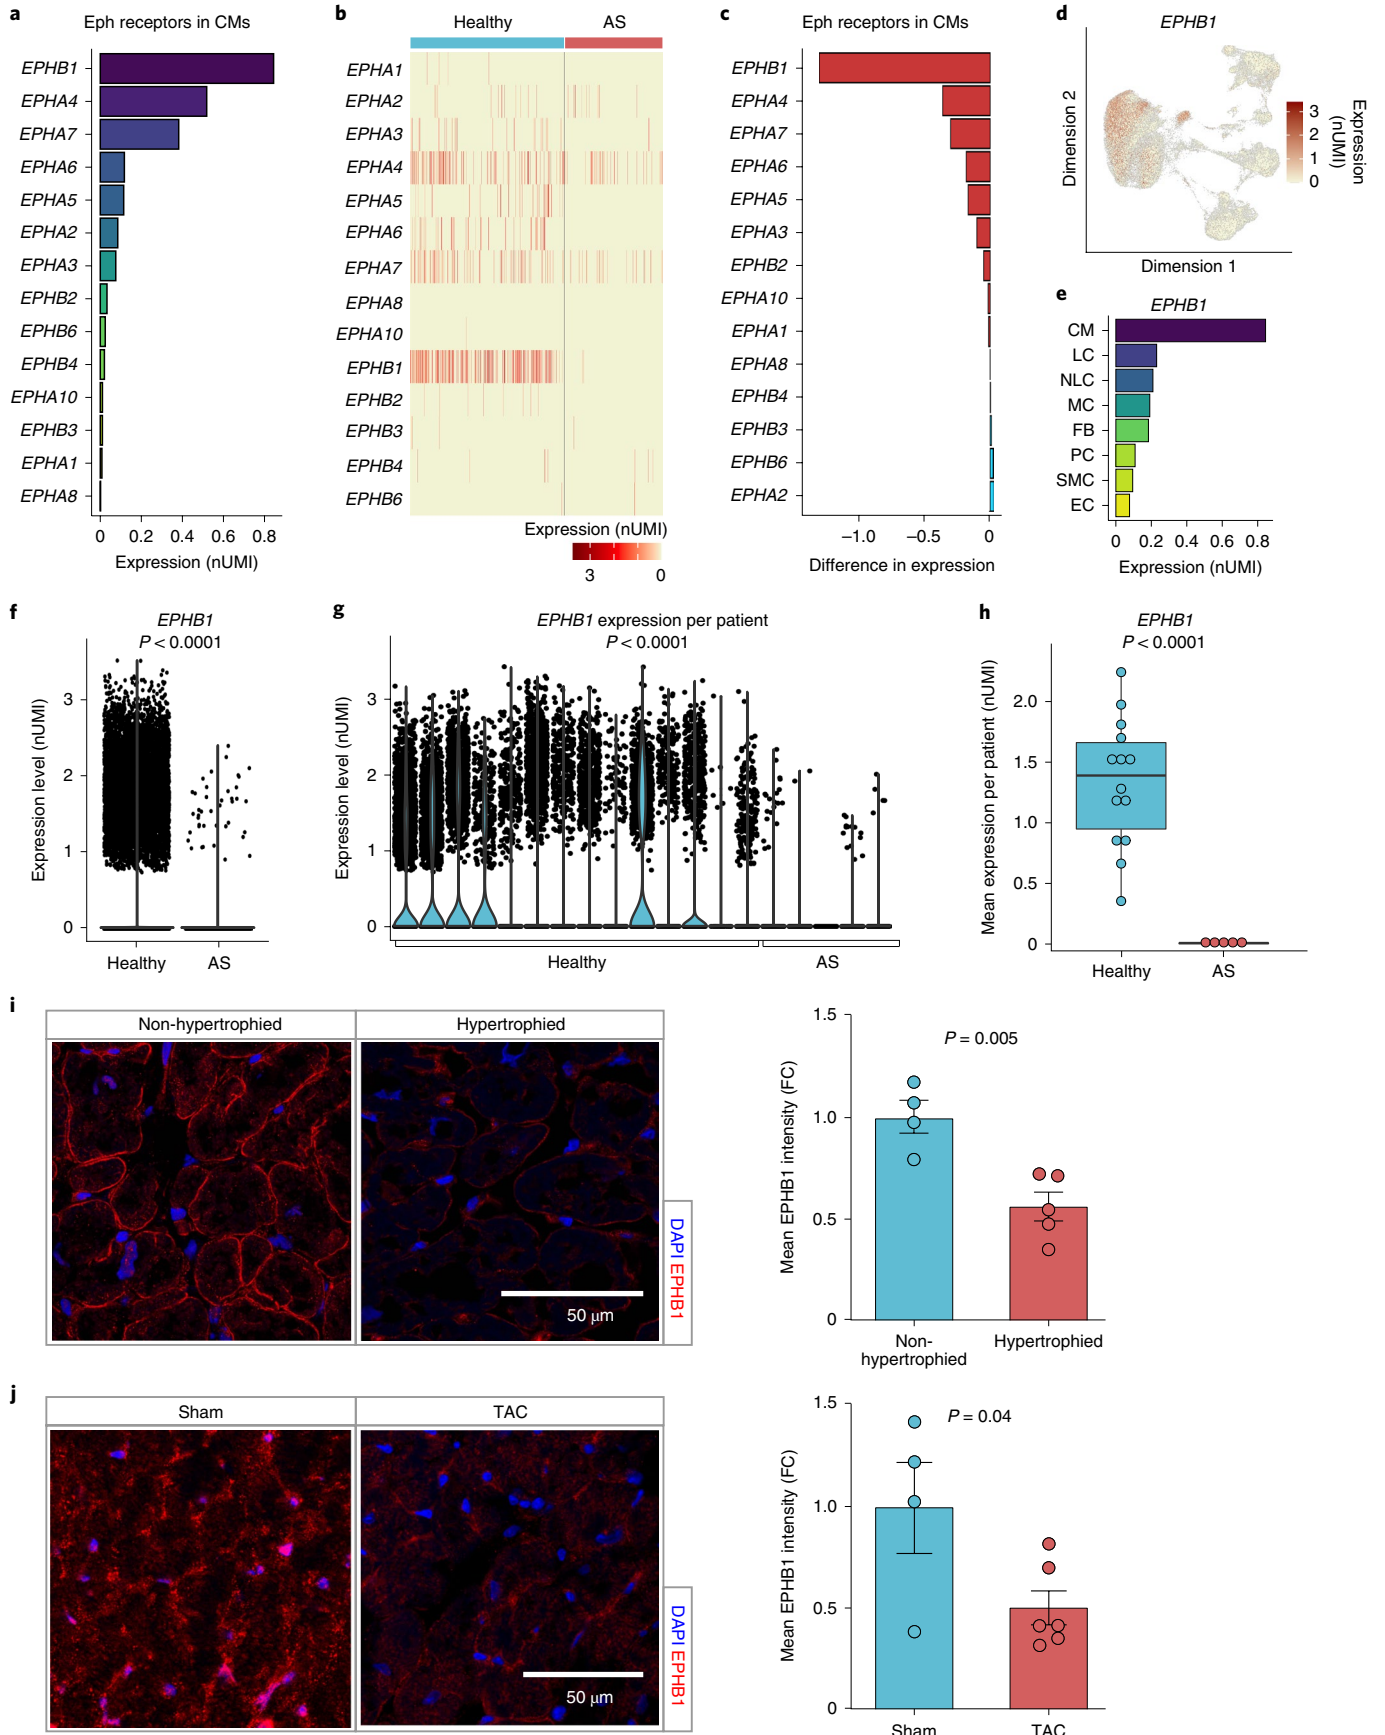 a
Eph receptors in CMs
EPHB1
EPHA4
EPHA7
EPHA6
EPHA5
EPHA2
EPHA3
EPHB2
EPHB6
EPHB4
EPHA10
EPHB3
EPHA1
EPHA8
0 0.2 0.4 0.6 0.8
Expression (nUMI)
b
Healthy AS
EPHA1
EPHA2
EPHA3
EPHA4
EPHA5
EPHA6
EPHA7
EPHA8
EPHA10
EPHB1
EPHB2
EPHB3
EPHB4
EPHB6
Expression (nUMI)
3 0
c
Eph receptors in CMs
EPHB1
EPHA4
EPHA7
EPHA6
EPHA5
EPHA3
EPHB2
EPHA10
EPHA1
EPHA8
EPHB4
EPHB3
EPHB6
EPHA2
–1.0 –0.5 0
Difference in expression
d
EPHB1
Dimension 2
Dimension 1
3
2
1
0
Expression
(nUMI)
e
EPHB1
CM
LC
NLC
MC
FB
PC
SMC
EC
0 0.2 0.4 0.6 0.8
Expression (nUMI)
f
EPHB1
P < 0.0001
Expression level (nUMI)
3
2
1
0
Healthy AS
g
EPHB1 expression per patient
P < 0.0001
Expression level (nUMI)
3
2
1
0
Healthy AS
h
EPHB1
P < 0.0001
Mean expression per patient (nUMI)
2.0
1.5
1.0
0.5
0
Healthy AS
i
Non-hypertrophied Hypertrophied
50 μm
DAPI EPHB1
Mean EPHB1 intensity (FC)
1.5
1.0
0.5
0
P = 0.005
Non-
hypertrophied
Hypertrophied
j
Sham TAC
50 μm
DAPI EPHB1
Mean EPHB1 intensity (FC)
1.5
1.0
0.5
0
P = 0.04
Sham TAC